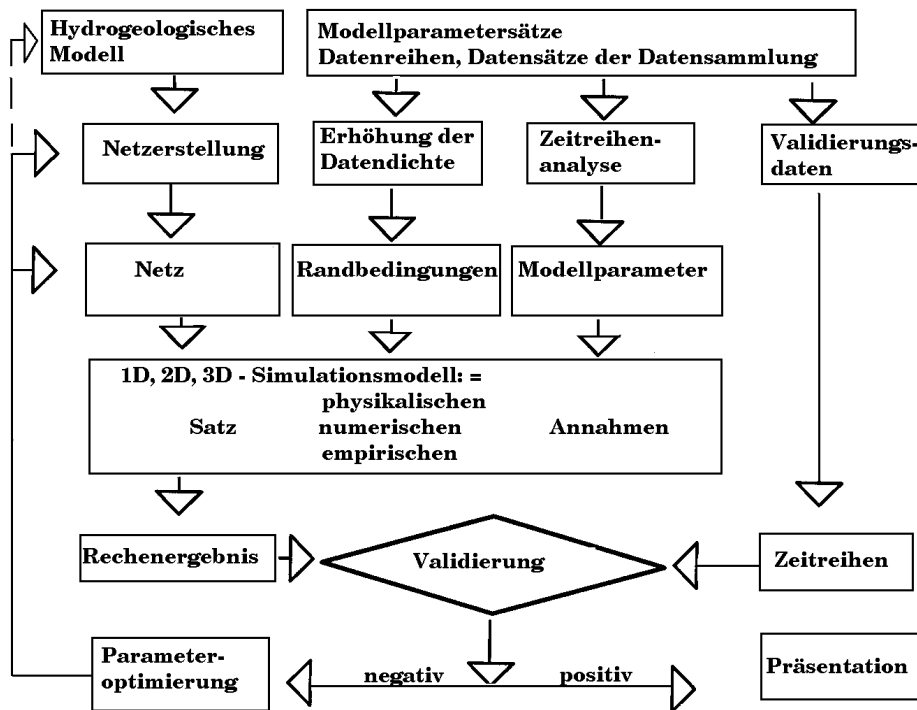 Hydrogeologisches
Modell
Modellparametersätze
Datenreihen, Datensätze der Datensammlung
Netzerstellung
Erhöhung der
Datendichte
Zeitreihen-
analyse
Validierungs-
daten
Netz
Randbedingungen
Modellparameter
1D, 2D, 3D - Simulationsmodell: =
physikalischen
Satz numerischen Annahmen
empirischen
Rechenergebnis
Validierung
Zeitreihen
Parameter-
optimierung
negativ
positiv
Präsentation